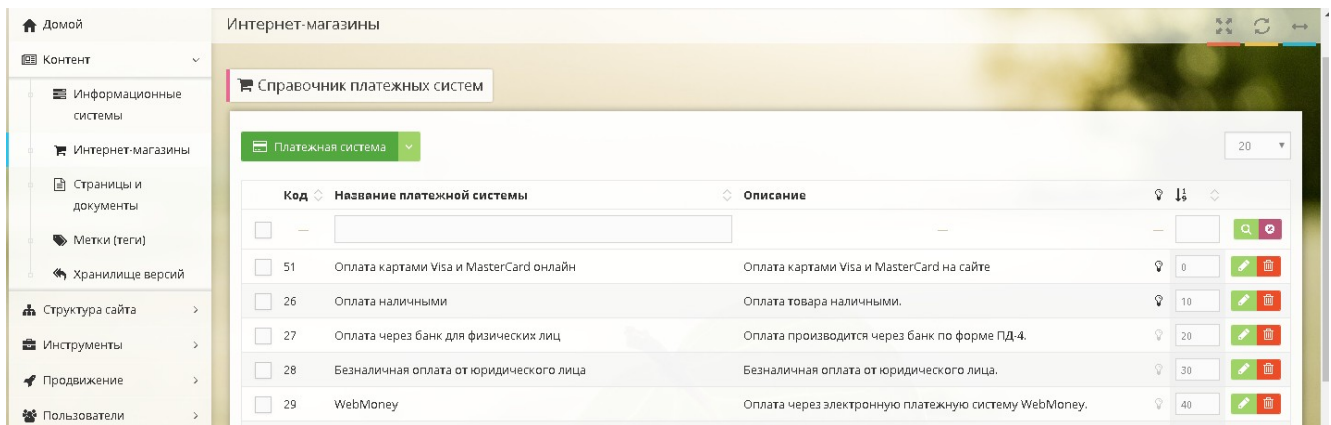 Домой
Контент
Информационные
системы
Интернет-магазины
Страницы и
документы
Метки (теги)
Хранилище версий
Структура сайта
Инструменты
Продвижение
Пользователи
Интернет-магазины
Справочник платежных систем
Платежная система
20
Код Название платежной системы Описание
— — —
51 Оплата картами Visa и MasterCard онлайн Оплата картами Visa и MasterCard на сайте 0
26 Оплата наличными Оплата товара наличными. 10
27 Оплата через банк для физических лиц Оплата производится через банк по форме ПД-4. 20
28 Безналичная оплата от юридического лица Безналичная оплата от юридического лица. 30
29 WebMoney Оплата через электронную платежную систему WebMoney. 40